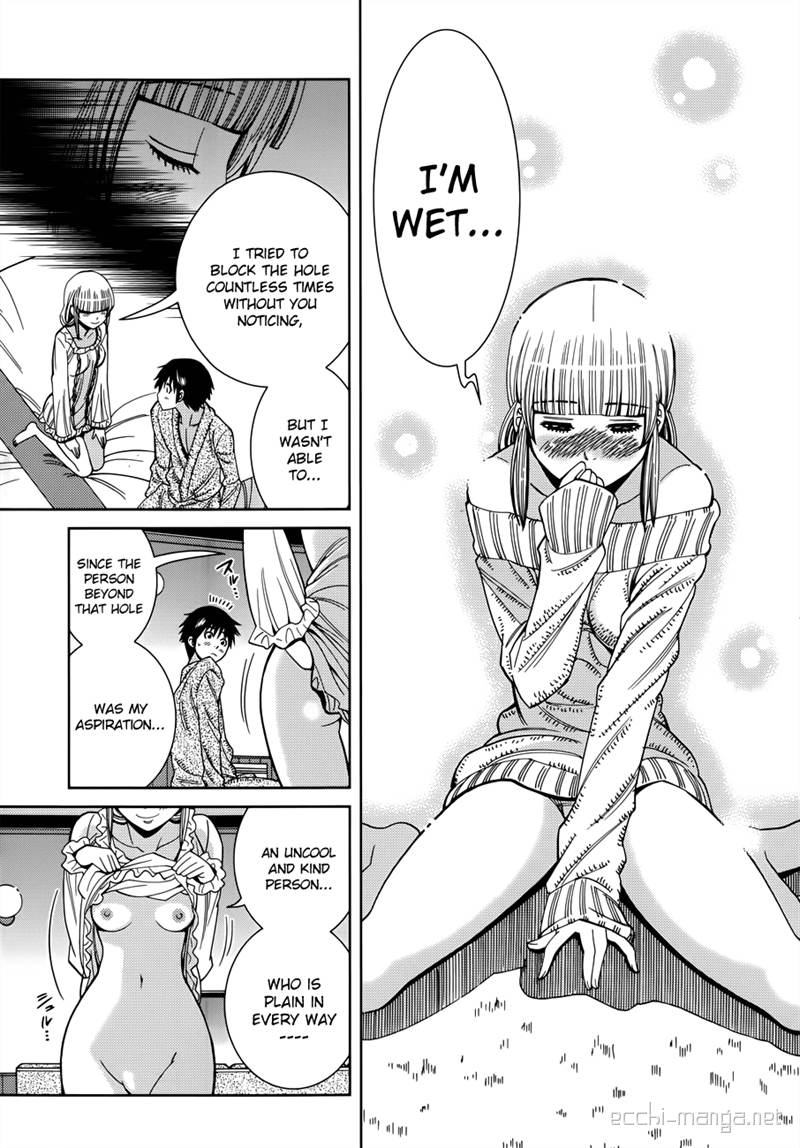 I'M
WET...
I TRIED TO
BLOCK THE HOLE
COUNTLESS TIMES
WITHOUT YOU
NOTICING,
BUT I
WASN'T
ABLE
TO...
SINCE THE
PERSON
BEYOND
THAT HOLE
WAS MY
ASPIRATION...
AN UNCOOL
AND KIND
PERSON...
WHO IS
PLAIN IN
EVERY WAY
----
ecchi-manga.net